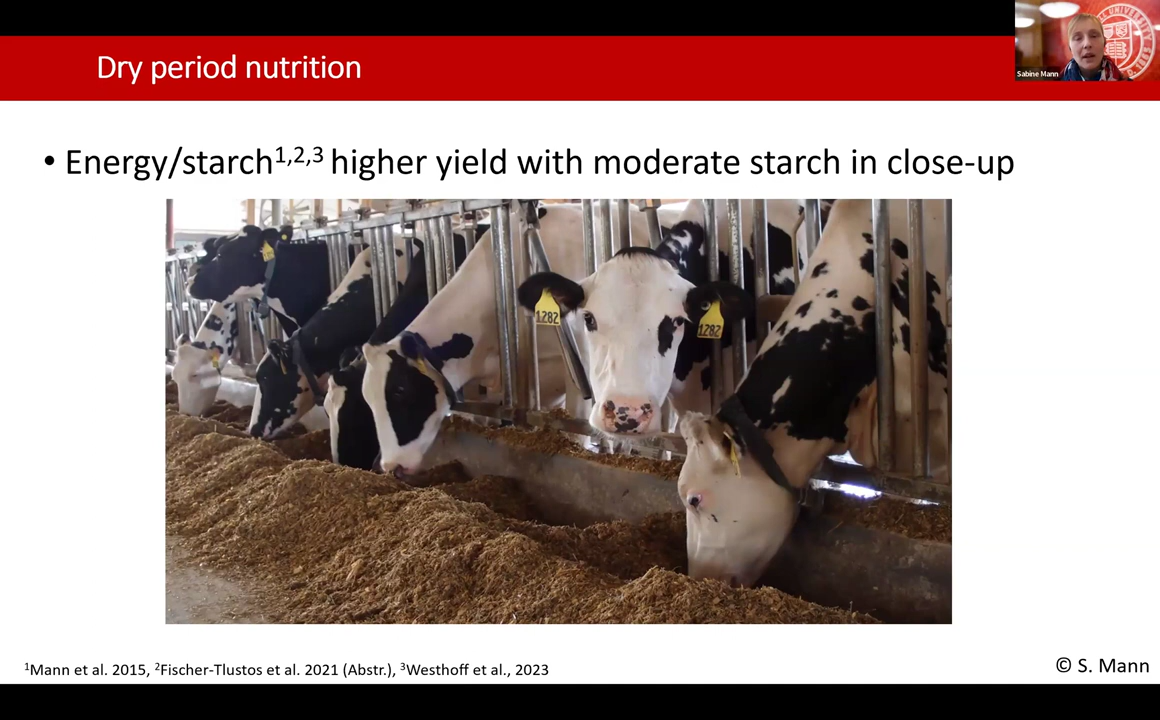 Dry period nutrition
Sabine Mann
• Energy/starch1,2,3 higher yield with moderate starch in close-up
1282
1282
1Mann et al. 2015, 2Fischer-Tlustos et al. 2021 (Abstr.), 3Westhoff et al., 2023
© S. Mann